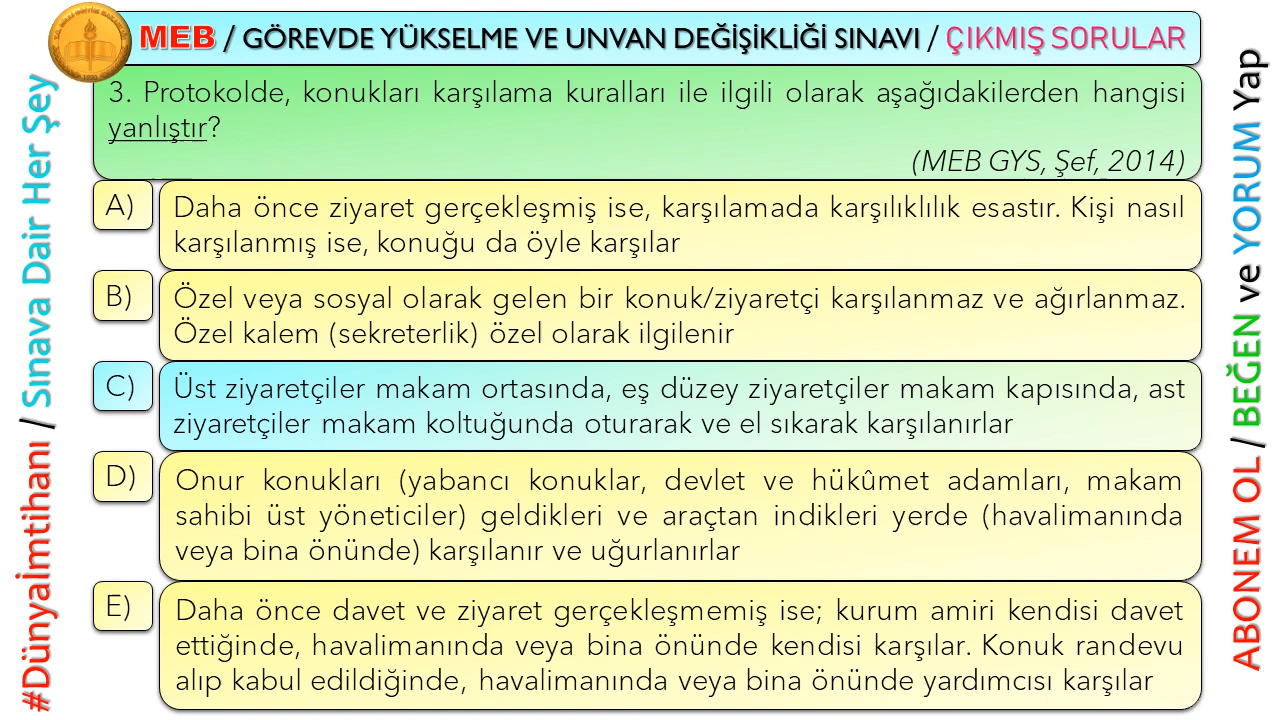 MEB / GÖREVDE YÜKSELME VE UNVAN DEĞİŞİKLİĞİ SINAVI / ÇIKMIŞ SORULAR
3. Protokolde, konukları karşılama kuralları ile ilgili olarak aşağıdakilerden hangisi
yanlıştır?
(MEB GYS, Şef, 2014)
A)
Daha önce ziyaret gerçekleşmiş ise, karşılamada karşılıklılık esastır. Kişi nasıl
karşılanmış ise, konuğu da öyle karşılar
B)
Özel veya sosyal olarak gelen bir konuk/ziyaretçi karşılanmaz ve ağırlanmaz.
Özel kalem (sekreterlik) özel olarak ilgilenir
C)
Üst ziyaretçiler makam ortasında, eş düzey ziyaretçiler makam kapısında, ast
ziyaretçiler makam koltuğunda oturarak ve el sıkarak karşılanırlar
D)
Onur konukları (yabancı konuklar, devlet ve hükûmet adamları, makam
sahibi üst yöneticiler) geldikleri ve araçtan indikleri yerde (havalimanında
veya bina önünde) karşılanır ve uğurlanırlar
E)
Daha önce davet ve ziyaret gerçekleşmemiş ise; kurum amiri kendisi davet
ettiğinde, havalimanında veya bina önünde kendisi karşılar. Konuk randevu
alıp kabul edildiğinde, havalimanında veya bina önünde yardımcısı karşılar
#Dünyaimtihanı / Sınava Dair Her Şey
ABONEM OL / BEĞEN ve YORUM Yap